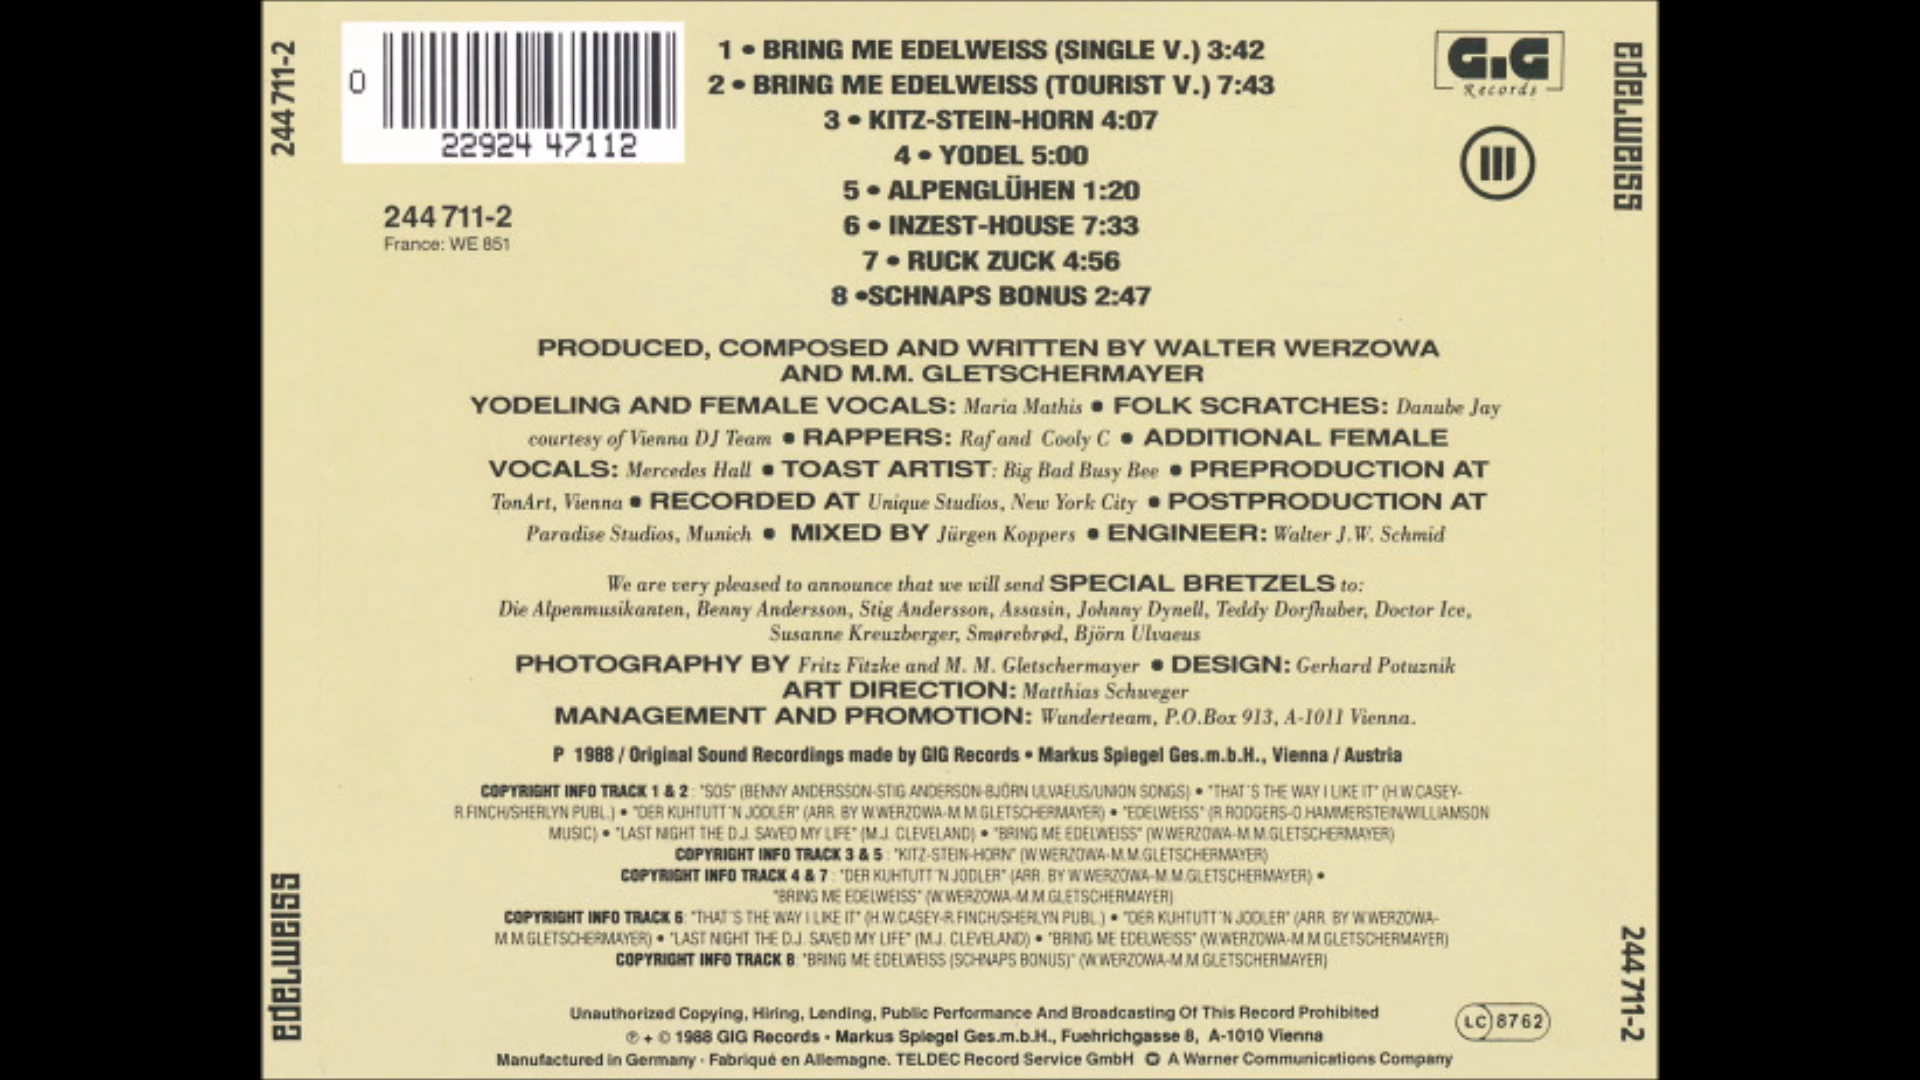 244 711-2
0
22924 47112
244 711-2
France: WE 851
1 • BRING ME EDELWEISS (SINGLE V.) 3:42
2 • BRING ME EDELWEISS (TOURIST V.) 7:43
3 • KITZ-STEIN-HORN 4:07
4 • YODEL 5:00
5 • ALPENGLÜHEN 1:20
6 • INZEST-HOUSE 7:33
7 • RUCK ZUCK 4:56
8 •SCHNAPS BONUS 2:47
GIG
Records
III
edelweiss
PRODUCED, COMPOSED AND WRITTEN BY WALTER WERZOWA
AND M.M. GLETSCHERMAYER
YODELING AND FEMALE VOCALS: Maria Mathis • FOLK SCRATCHES: Danube Jay
courtesy of Vienna DJ Team • RAPPERS: Raf and Cooly C • ADDITIONAL FEMALE
VOCALS: Mercedes Hall • TOAST ARTIST: Big Bad Busy Bee • PREPRODUCTION AT
TonArt, Vienna • RECORDED AT Unique Studios, New York City • POSTPRODUCTION AT
Paradise Studios, Munich • MIXED BY Jürgen Koppers • ENGINEER: Walter J.W. Schmid
We are very pleased to announce that we will send SPECIAL BRETZELS to:
Die Alpenmusikanten, Benny Andersson, Stig Andersson, Assasin, Johnny Dynell, Teddy Dorfhuber, Doctor Ice,
Susanne Kreuzberger, Smørebrød, Björn Ulvaeus
PHOTOGRAPHY BY Fritz Fitzke and M. M. Gletschermayer • DESIGN: Gerhard Potuznik
ART DIRECTION: Matthias Schweger
MANAGEMENT AND PROMOTION: Wunderteam, P.O.Box 913, A-1011 Vienna.
P 1988 / Original Sound Recordings made by GIG Records • Markus Spiegel Ges.m.b.H., Vienna / Austria
COPYRIGHT INFO TRACK 1 & 2 : "SOS" (BENNY ANDERSSON-STIG ANDERSON-BJÖRN ULVAEUS/UNION SONGS) • "THAT´S THE WAY I LIKE IT" (H.W.CASEY-
R.FINCH/SHERLYN PUBL.) • "DER KUHTUTT´N JODLER" (ARR. BY W.WERZOWA-M.M.GLETSCHERMAYER) • "EDELWEISS" (R.RODGERS-O.HAMMERSTEIN/WILLIAMSON
MUSIC) • "LAST NIGHT THE D.J. SAVED MY LIFE" (M.J. CLEVELAND) • "BRING ME EDELWEISS" (W.WERZOWA-M.M.GLETSCHERMAYER)
COPYRIGHT INFO TRACK 3 & 5 : "KITZ-STEIN-HORN" (W.WERZOWA-M.M.GLETSCHERMAYER)
COPYRIGHT INFO TRACK 4 & 7 : "DER KUHTUTT´N JODLER" (ARR. BY W.WERZOWA-M.M.GLETSCHERMAYER) •
"BRING ME EDELWEISS" (W.WERZOWA-M.M.GLETSCHERMAYER)
COPYRIGHT INFO TRACK 6: "THAT´S THE WAY I LIKE IT" (H.W.CASEY-R.FINCH/SHERLYN PUBL.) • "DER KUHTUTT´N JODLER" (ARR. BY W.WERZOWA-
M.M.GLETSCHERMAYER) • "LAST NIGHT THE D.J. SAVED MY LIFE" (M.J. CLEVELAND) • "BRING ME EDELWEISS" (W.WERZOWA-M.M.GLETSCHERMAYER)
COPYRIGHT INFO TRACK 8: "BRING ME EDELWEISS (SCHNAPS BONUS)" (W.WERZOWA-M.M.GLETSCHERMAYER)
edelweiss
244 711-2
Unauthorized Copying, Hiring, Lending, Public Performance And Broadcasting Of This Record Prohibited
℗ + © 1988 GIG Records • Markus Spiegel Ges.m.b.H., Fuehrichgasse 8, A-1010 Vienna
Manufactured in Germany · Fabriqué en Allemagne. TELDEC Record Service GmbH A Warner Communications Company
LC 8762